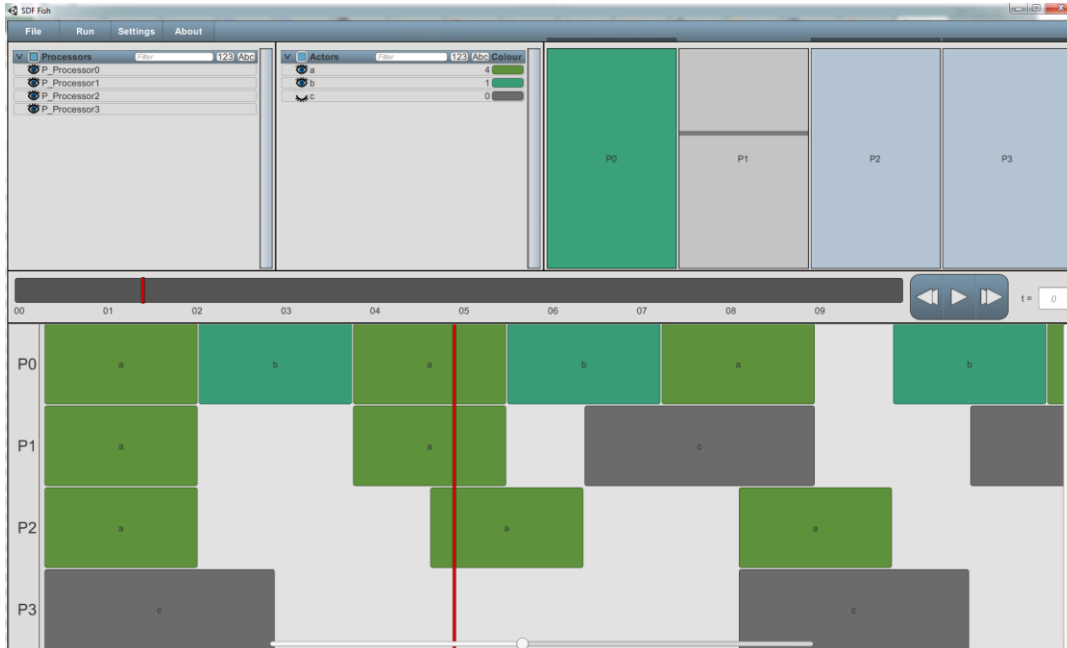 SDF Fish
File Run Settings About
Processors Filter 123 Abc
P_Processor0
P_Processor1
P_Processor2
P_Processor3
Actors Filter 123 Abc Colour
a 4
b 1
c 0
P0 P1 P2 P3
00 01 02 03 04 05 06 07 08 09
t = 0
P0 a b a b a b
P1 a a c
P2 a a a
P3 c c